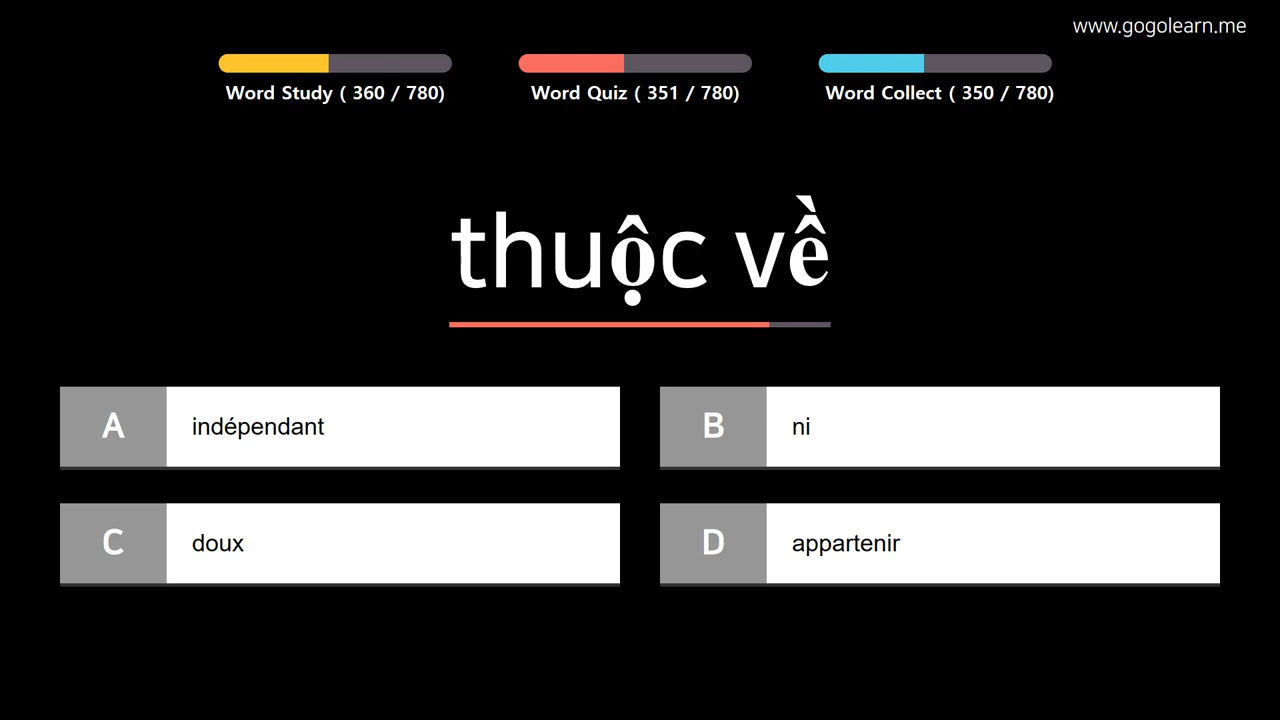 www.gogolearn.me
Word Study ( 360 / 780)
Word Quiz ( 351 / 780)
Word Collect ( 350 / 780)
thuộc về
A indépendant
B ni
C doux
D appartenir